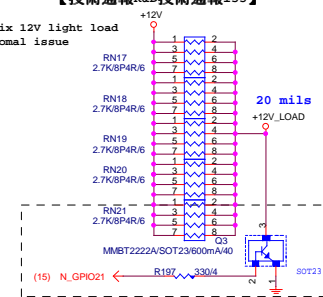 +12V
ix 12V light load
omal issue
1 2
3 4
RN17 5 6
2.7K/8P4R/6 7 8
1 2
3 4
RN18 5 6
2.7K/8P4R/6 7 8
1 2
3 4
RN19 5 6
2.7K/8P4R/6 7 8
1 2
3 4
RN20 5 6
2.7K/8P4R/6 7 8
1 2
3 4
RN21 5 6
2.7K/8P4R/6 7 8
20 mils
+12V_LOAD
Q3
MMBT2222A/SOT23/600mA/40
3
(15) N_GPIO21
R197 330/4
2
1
SOT23